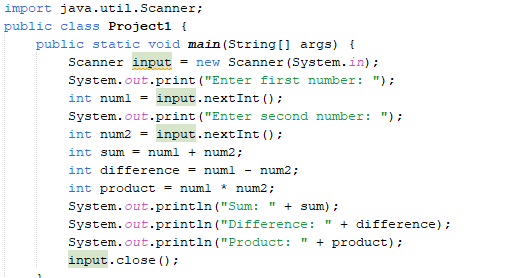 import java.util.Scanner;
public class Project1 {
    public static void main(String[] args) {
        Scanner input = new Scanner(System.in);
        System.out.print("Enter first number: ");
        int num1 = input.nextInt();
        System.out.print("Enter second number: ");
        int num2 = input.nextInt();
        int sum = num1 + num2;
        int difference = num1 - num2;
        int product = num1 * num2;
        System.out.println("Sum: " + sum);
        System.out.println("Difference: " + difference);
        System.out.println("Product: " + product);
        input.close();